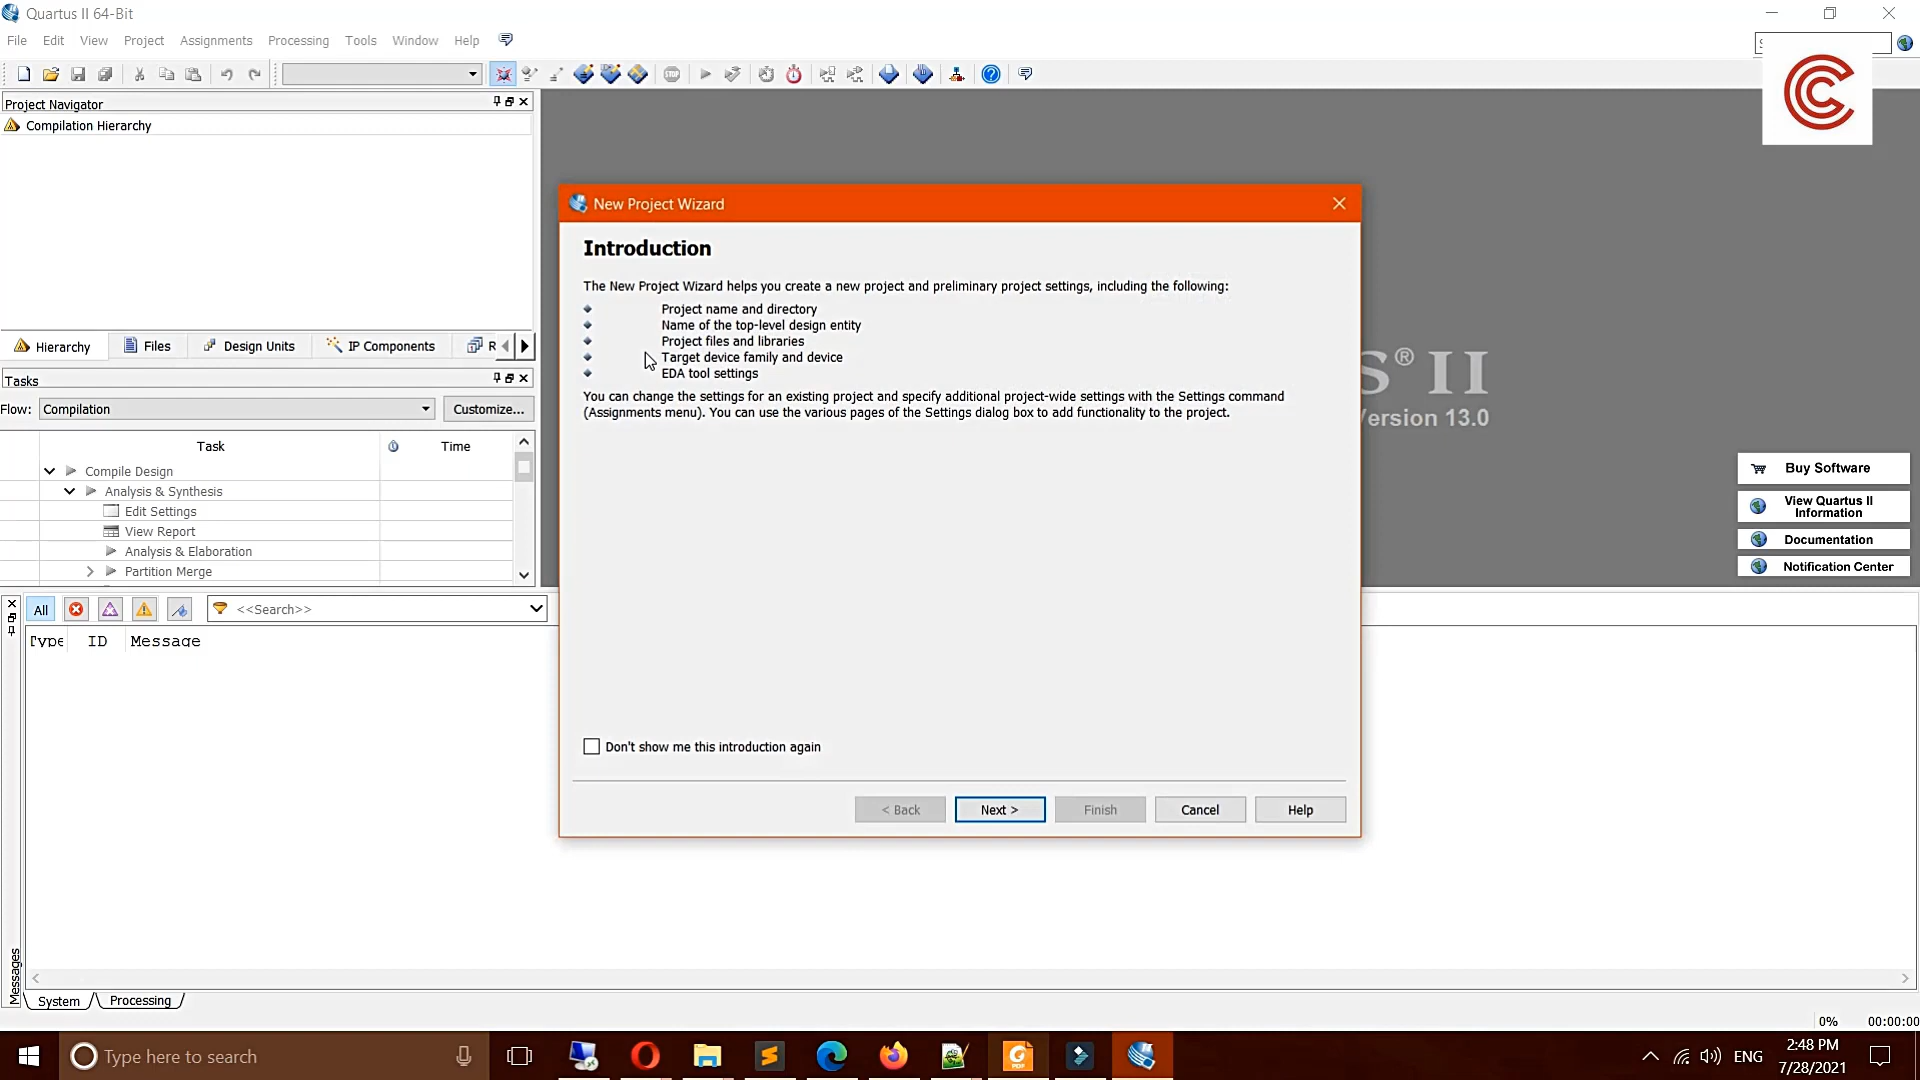 Quartus II 64-Bit
File Edit View Project Assignments Processing Tools Window Help
Project Navigator
Compilation Hierarchy
Hierarchy Files Design Units IP Components R
Tasks
Flow: Compilation Customize...
Task Time
Compile Design
Analysis & Synthesis
Edit Settings
View Report
Analysis & Elaboration
Partition Merge
New Project Wizard
Introduction
The New Project Wizard helps you create a new project and preliminary project settings, including the following:
Project name and directory
Name of the top-level design entity
Project files and libraries
Target device family and device
EDA tool settings
You can change the settings for an existing project and specify additional project-wide settings with the Settings command
(Assignments menu). You can use the various pages of the Settings dialog box to add functionality to the project.
Don't show me this introduction again
< Back Next > Finish Cancel Help
S® II
Version 13.0
Buy Software
View Quartus II
Information
Documentation
Notification Center
All <<Search>>
Type ID Message
Messages
System Processing
0% 00:00:00
Type here to search
ENG
2:48 PM
7/28/2021